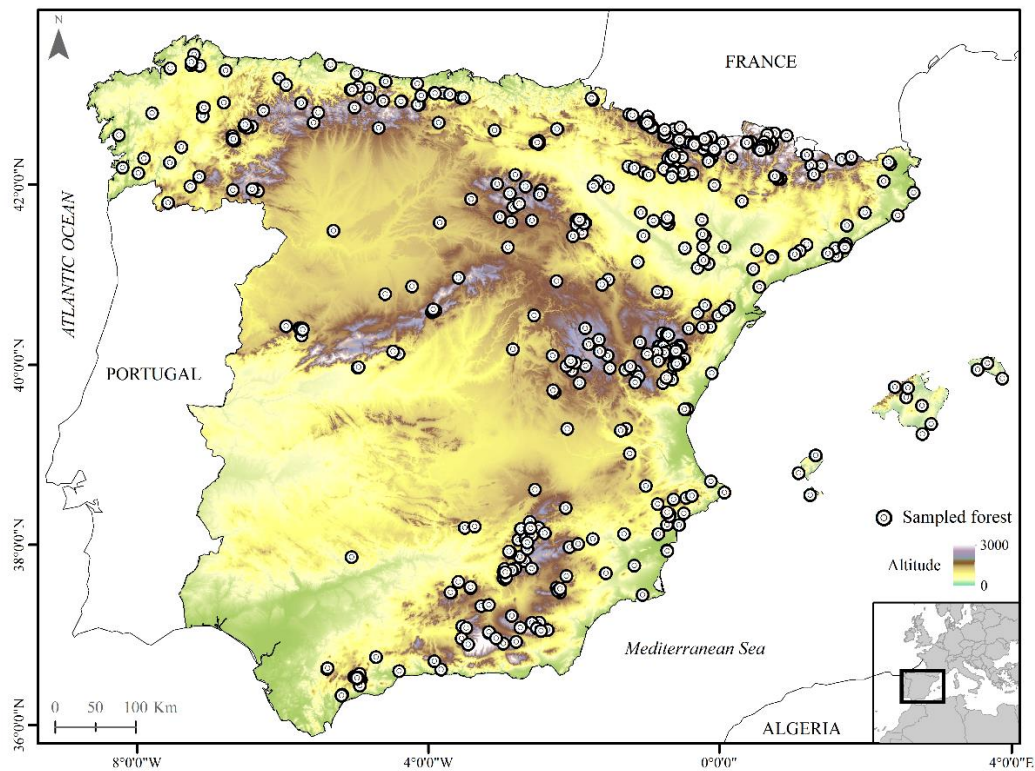 N
FRANCE
42°0'0"N
ATLANTIC OCEAN
PORTUGAL
40°0'0"N
Sampled forest
3000
Altitude
0
38°0'0"N
Mediterranean Sea
0 50 100 Km
ALGERIA
36°0'0"N
8°0'0"W 4°0'0"W 0°0'0" 4°0'0"E